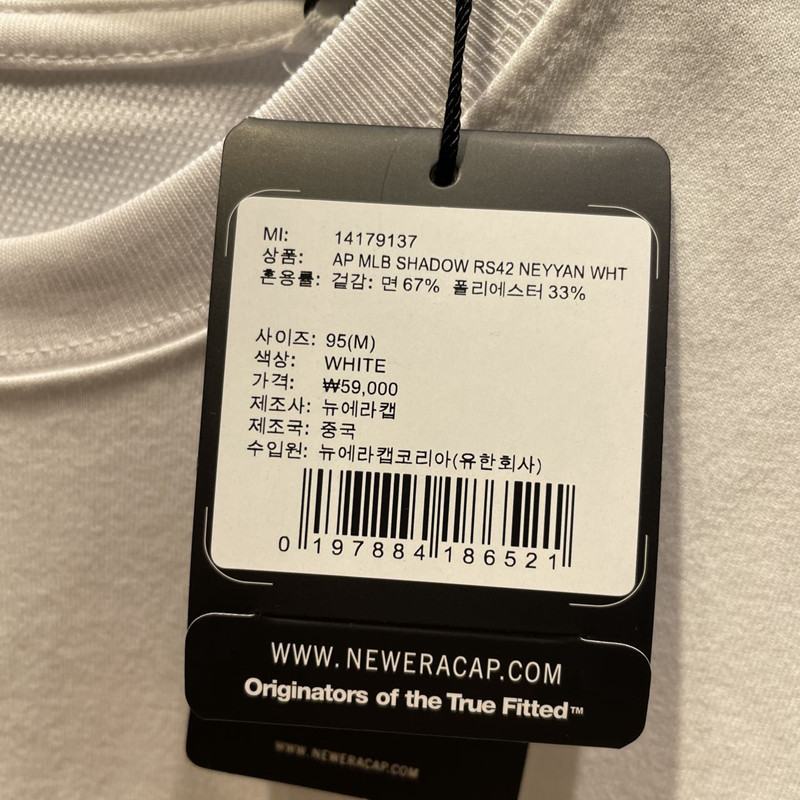 MI: 14179137
상품: AP MLB SHADOW RS42 NEYYAN WHT
혼용률: 겉감: 면 67% 폴리에스터 33%
사이즈: 95(M)
색상: WHITE
가격: ₩59,000
제조사: 뉴에라캡
제조국: 중국
수입원: 뉴에라캡코리아(유한회사)
0 197884 186521
WWW.NEWERACAP.COM
Originators of the True Fitted™
WWW.NEWERACAP.COM